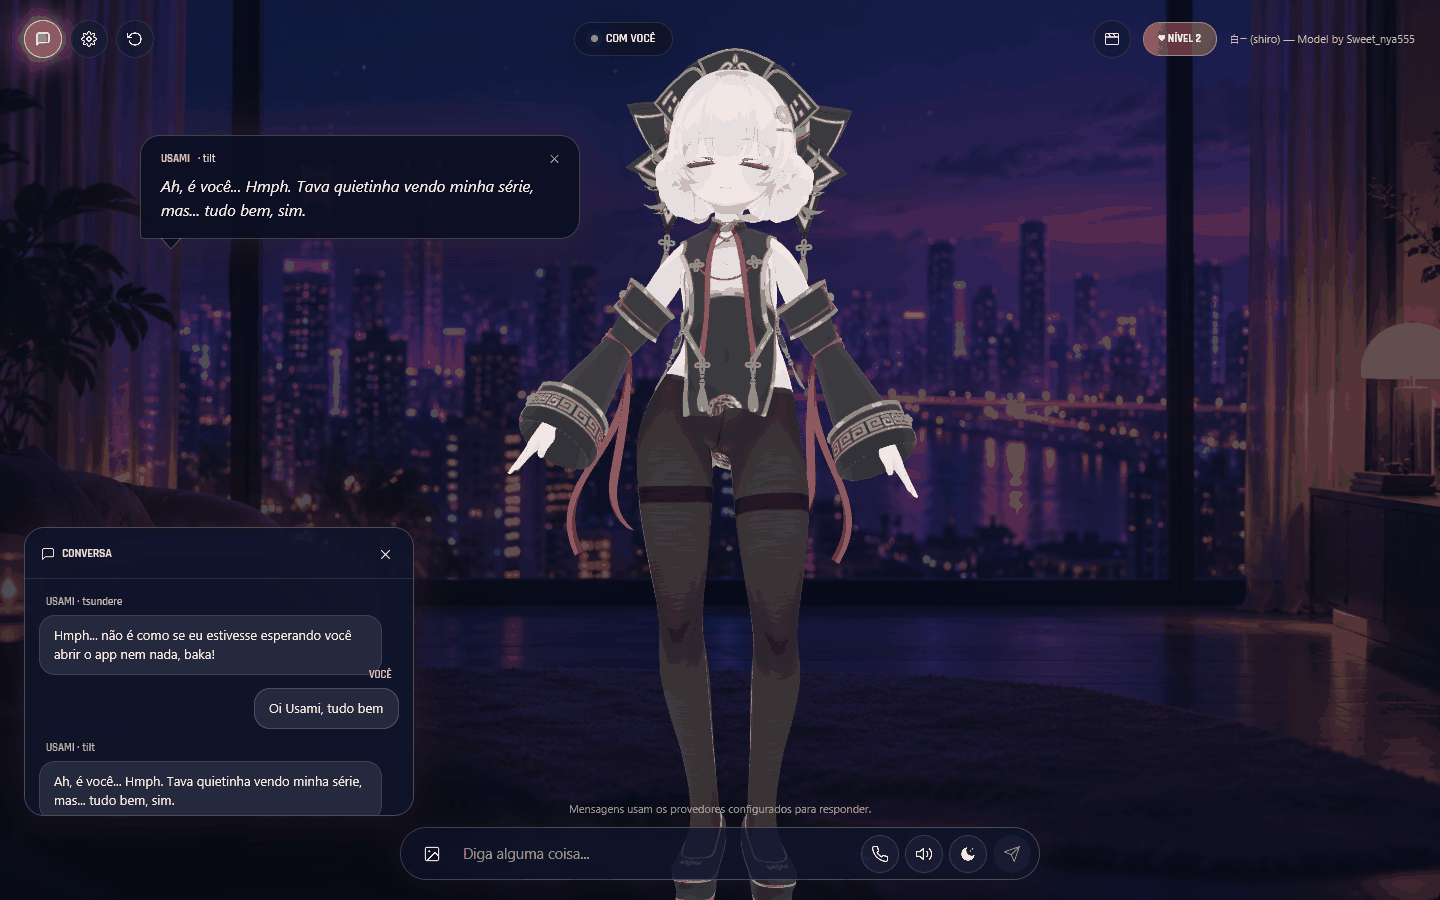 COM VOCÊ
♥ NÍVEL 2
白一 (shiro) — Model by Sweet_nya555
USAMI · tilt
Ah, é você... Hmph. Tava quietinha vendo minha série,
mas... tudo bem, sim.
CONVERSA
USAMI · tsundere
Hmph... não é como se eu estivesse esperando você
abrir o app nem nada, baka!
VOCÊ
Oi Usami, tudo bem
USAMI · tilt
Ah, é você... Hmph. Tava quietinha vendo minha série,
mas... tudo bem, sim.
Mensagens usam os provedores configurados para responder.
Diga alguma coisa...